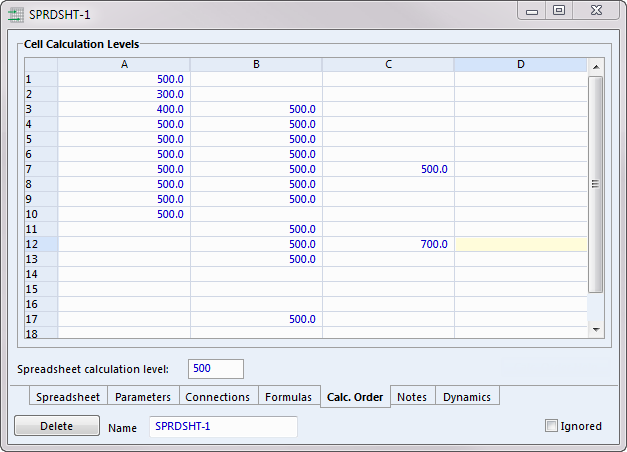 SPRDSHT-1
Cell Calculation Levels
A B C D
1 500.0
2 300.0
3 400.0 500.0
4 500.0 500.0
5 500.0 500.0
6 500.0 500.0
7 500.0 500.0 500.0
8 500.0 500.0
9 500.0 500.0
10 500.0
11 500.0
12 500.0 700.0
13 500.0
14
15
16
17 500.0
18
Spreadsheet calculation level: 500
Spreadsheet Parameters Connections Formulas Calc. Order Notes Dynamics
Delete Name SPRDSHT-1 Ignored